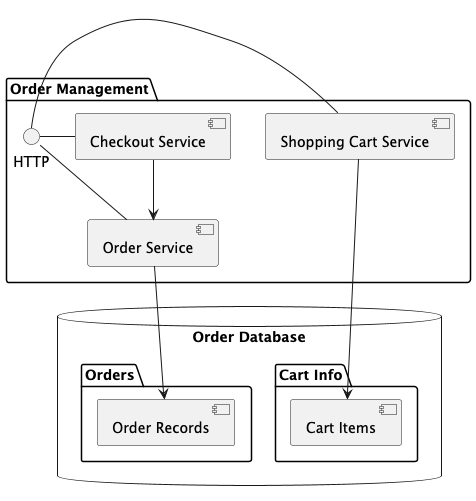 Order Management
Checkout Service
Shopping Cart Service
HTTP
Order Service
Order Database
Orders
Cart Info
Order Records
Cart Items